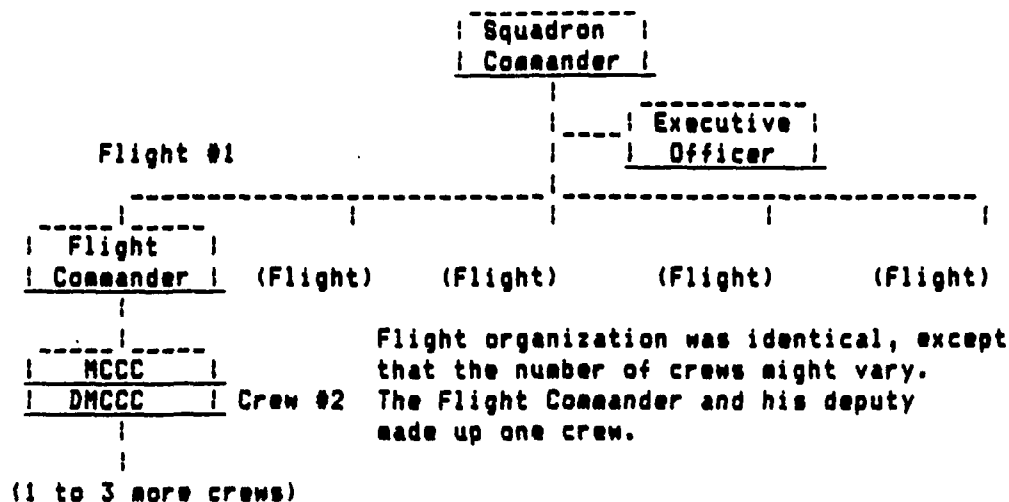 Squadron
Commander
Executive
Officer
Flight #1
Flight
Commander
(Flight) (Flight) (Flight) (Flight)
MCCC
DMCCC
Crew #2
Flight organization was identical, except
that the number of crews might vary.
The Flight Commander and his deputy
made up one crew.
(1 to 3 more crews)